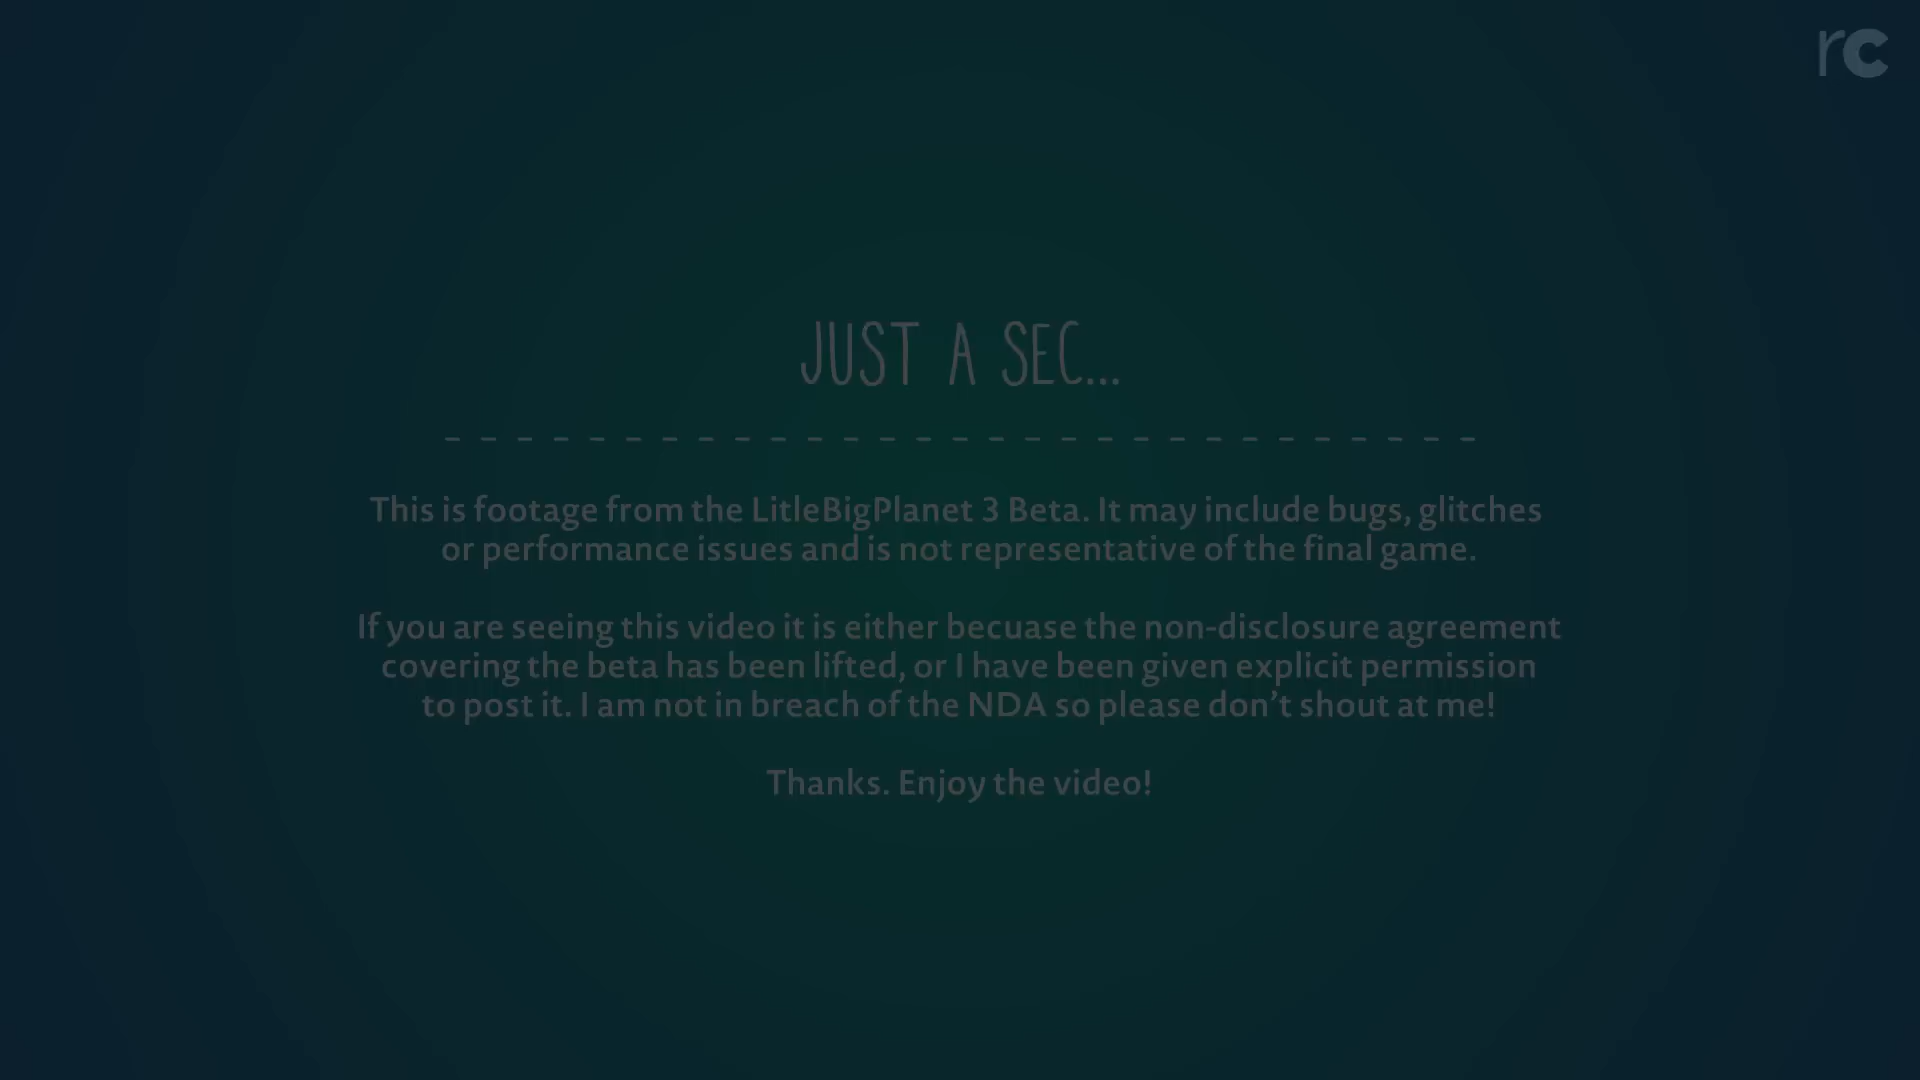 rc
JUST A SEC...
This is footage from the LitleBigPlanet 3 Beta. It may include bugs, glitches
or performance issues and is not representative of the final game.
If you are seeing this video it is either becuase the non-disclosure agreement
covering the beta has been lifted, or I have been given explicit permission
to post it. I am not in breach of the NDA so please don’t shout at me!
Thanks. Enjoy the video!